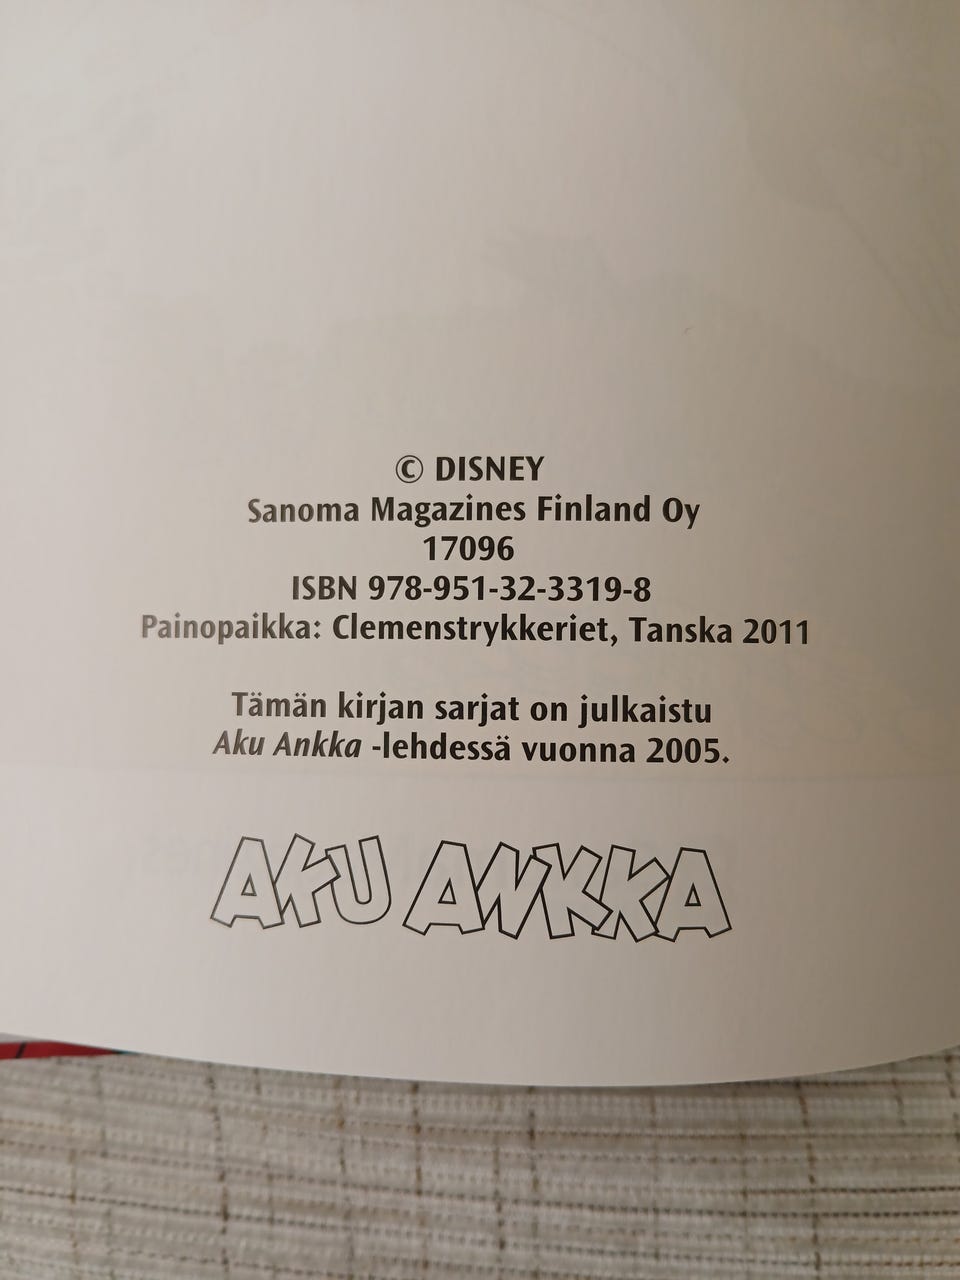 © DISNEY
Sanoma Magazines Finland Oy
17096
ISBN 978-951-32-3319-8
Painopaikka: Clemenstrykkeriet, Tanska 2011
Tämän kirjan sarjat on julkaistu
Aku Ankka -lehdessä vuonna 2005.
AKU ANKKA